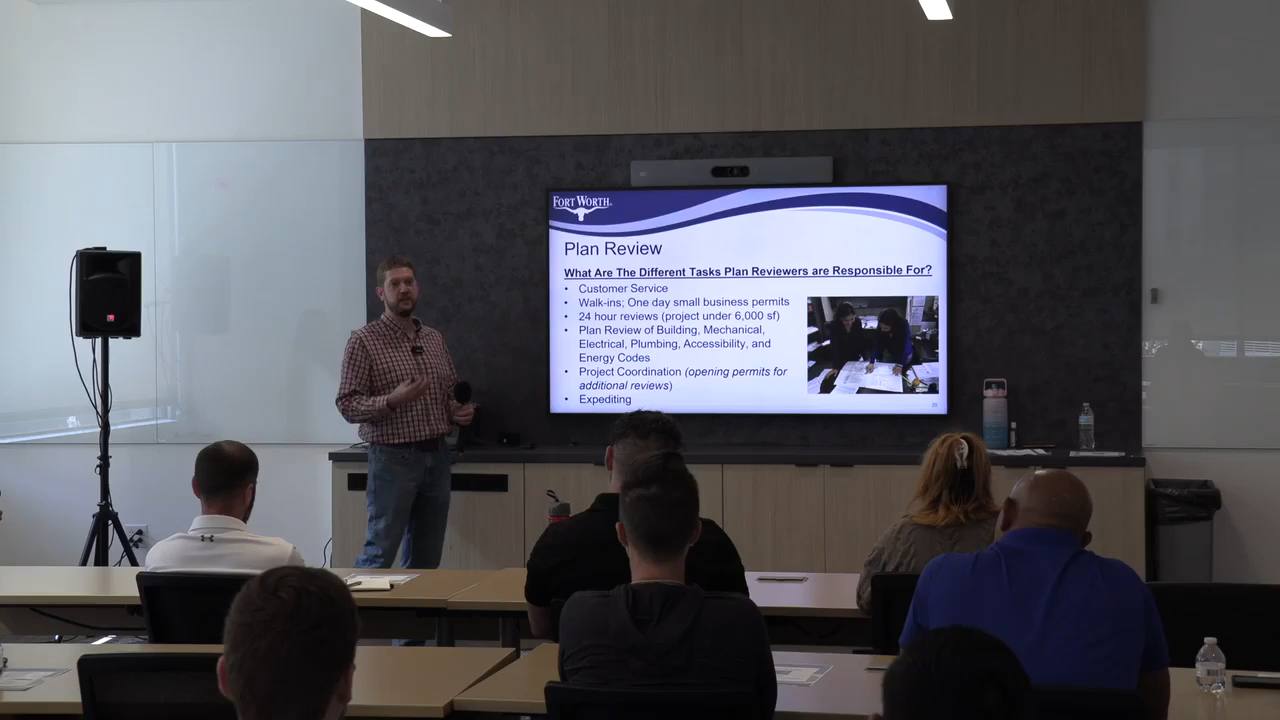 FORT WORTH®
Plan Review
What Are The Different Tasks Plan Reviewers are Responsible For?
• Customer Service
• Walk-ins; One day small business permits
• 24 hour reviews (project under 6,000 sf)
• Plan Review of Building, Mechanical,
Electrical, Plumbing, Accessibility, and
Energy Codes
• Project Coordination (opening permits for
additional reviews)
• Expediting